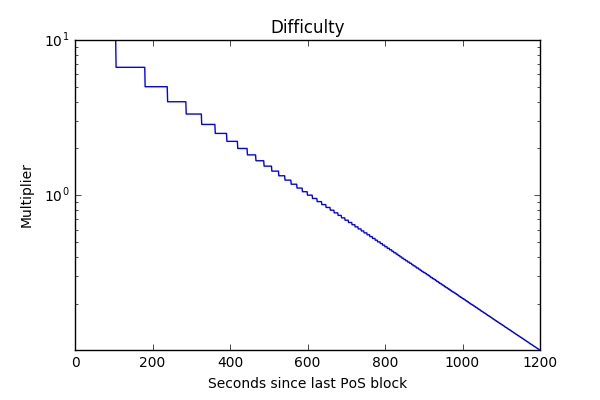 Difficulty
10^1
10^0
Multiplier
0 200 400 600 800 1000 1200
Seconds since last PoS block